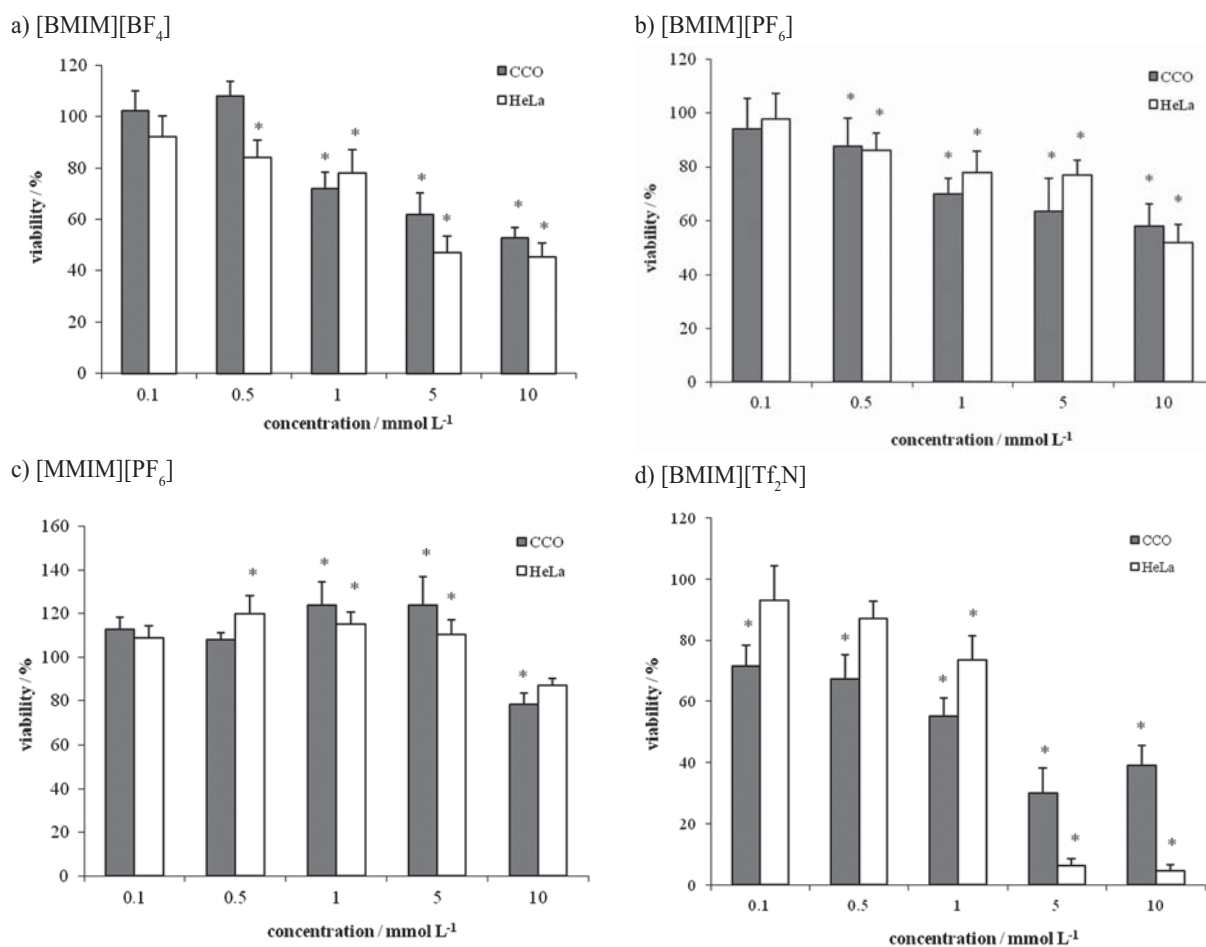 a) [BMIM][BF₄]
120
100
80
60
40
20
0
viability / %
CCO
HeLa
*
* *
*
*
*
*
0.1 0.5 1 5 10
concentration / mmol L⁻¹
b) [BMIM][PF₆]
120
100
80
60
40
20
0
viability / %
CCO
HeLa
* *
* *
* *
* *
0.1 0.5 1 5 10
concentration / mmol L⁻¹
c) [MMIM][PF₆]
160
140
120
100
80
60
40
20
0
viability / %
CCO
HeLa
*
* *
* *
*
0.1 0.5 1 5 10
concentration / mmol L⁻¹
d) [BMIM][Tf₂N]
120
100
80
60
40
20
0
viability / %
CCO
HeLa
*
*
* *
* *
* *
0.1 0.5 1 5 10
concentration / mmol L⁻¹